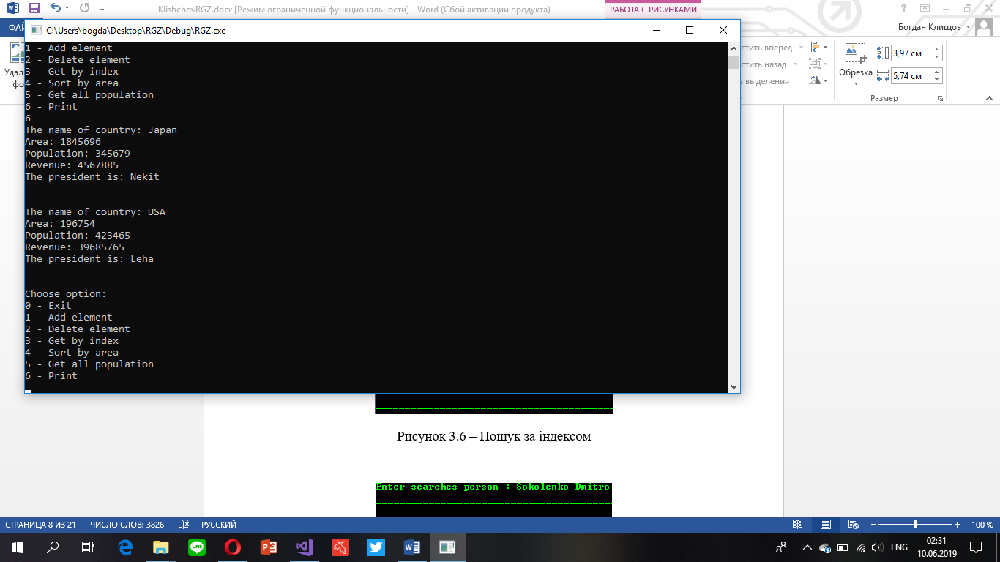 KlishchovRGZ.docx [Режим ограниченной функциональности] - Word (Сбой активации продукта)
РАБОТА С РИСУНКАМИ
C:\Users\bogda\Desktop\RGZ\Debug\RGZ.exe
Богдан Клищов
1 - Add element
2 - Delete element
3 - Get by index
4 - Sort by area
5 - Get all population
6 - Print
6
The name of country: Japan
Area: 1845696
Population: 345679
Revenue: 4567885
The president is: Nekit
The name of country: USA
Area: 196754
Population: 423465
Revenue: 39685765
The president is: Leha
Choose option:
0 - Exit
1 - Add element
2 - Delete element
3 - Get by index
4 - Sort by area
5 - Get all population
6 - Print
вперед
назад
выделения
Обрезка
3,97 см
5,74 см
Размер
Рисунок 3.6 – Пошук за індексом
Enter searches person : Sokolenko Dmitro
СТРАНИЦА 8 ИЗ 21 ЧИСЛО СЛОВ: 3826 РУССКИЙ
100 %
ENG
02:31
10.06.2019